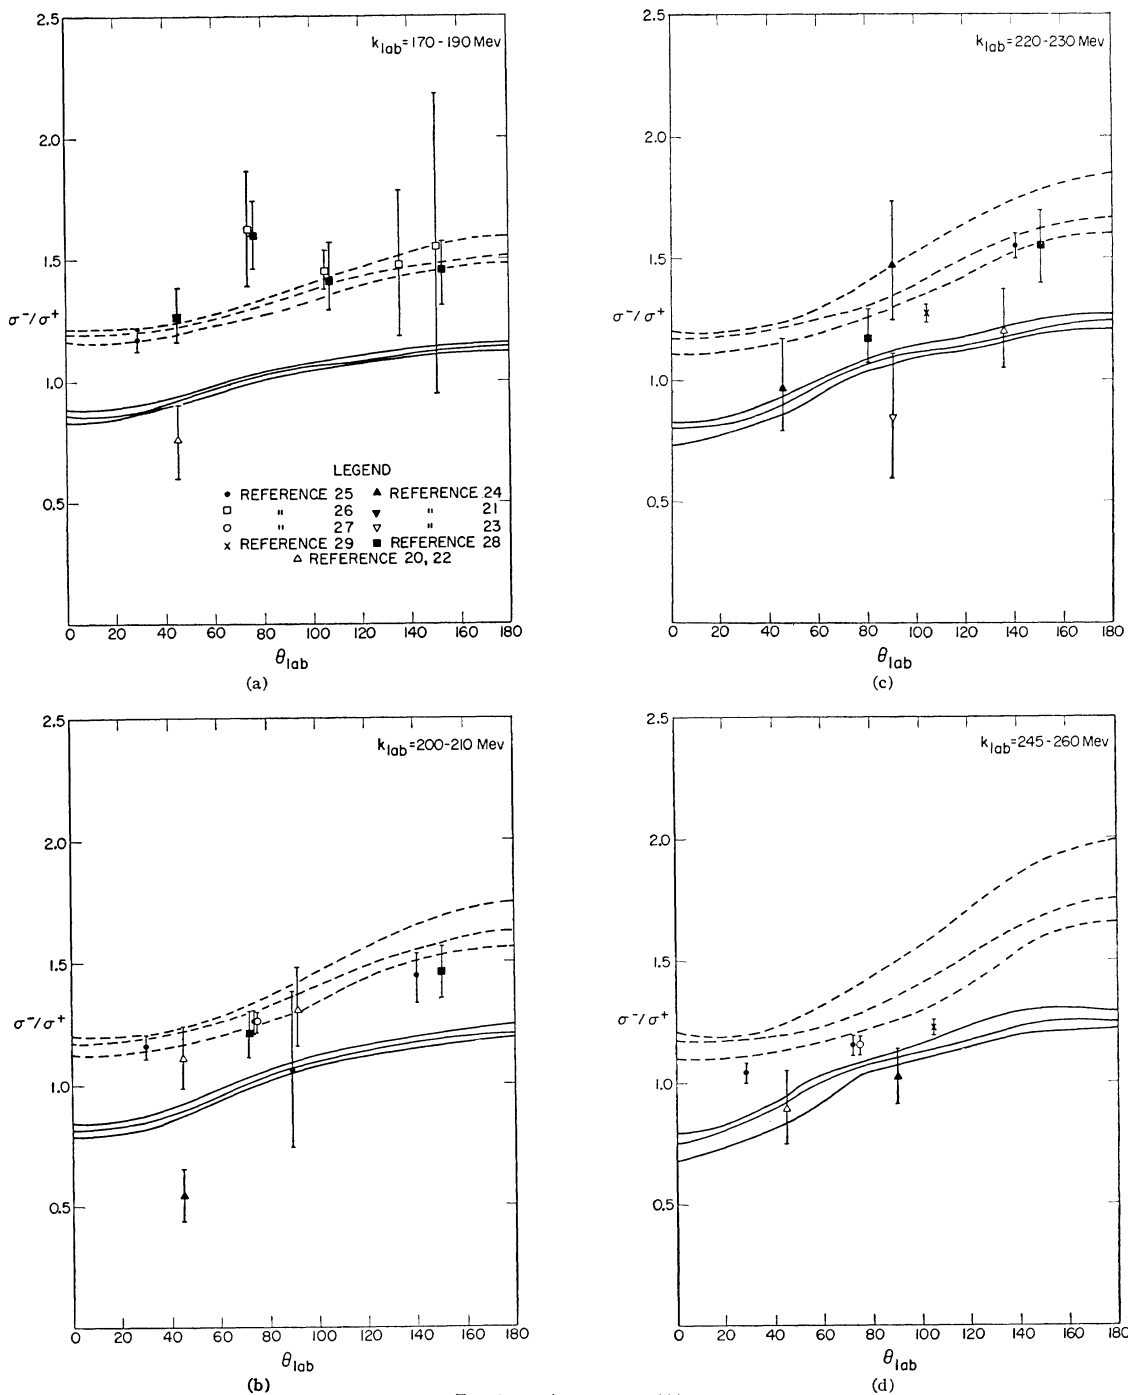 2.5
k_lab = 170 - 190 Mev
2.0
1.5
σ⁻/σ⁺
1.0
LEGEND
• REFERENCE 25 ▲ REFERENCE 24
□ " 26 ▼ " 21
○ " 27 ▽ " 23
x REFERENCE 29 ■ REFERENCE 28
△ REFERENCE 20, 22
0.5
0 20 40 60 80 100 120 140 160 180
θ_lab
(a)
2.5
k_lab = 220 - 230 Mev
2.0
1.5
σ⁻/σ⁺
1.0
0.5
0 20 40 60 80 100 120 140 160 180
θ_lab
(c)
2.5
k_lab = 200 - 210 Mev
2.0
1.5
σ⁻/σ⁺
1.0
0.5
0 20 40 60 80 100 120 140 160 180
θ_lab
(b)
2.5
k_lab = 245 - 260 Mev
2.0
1.5
σ⁻/σ⁺
1.0
0.5
0 20 40 60 80 100 120 140 160 180
θ_lab
(d)